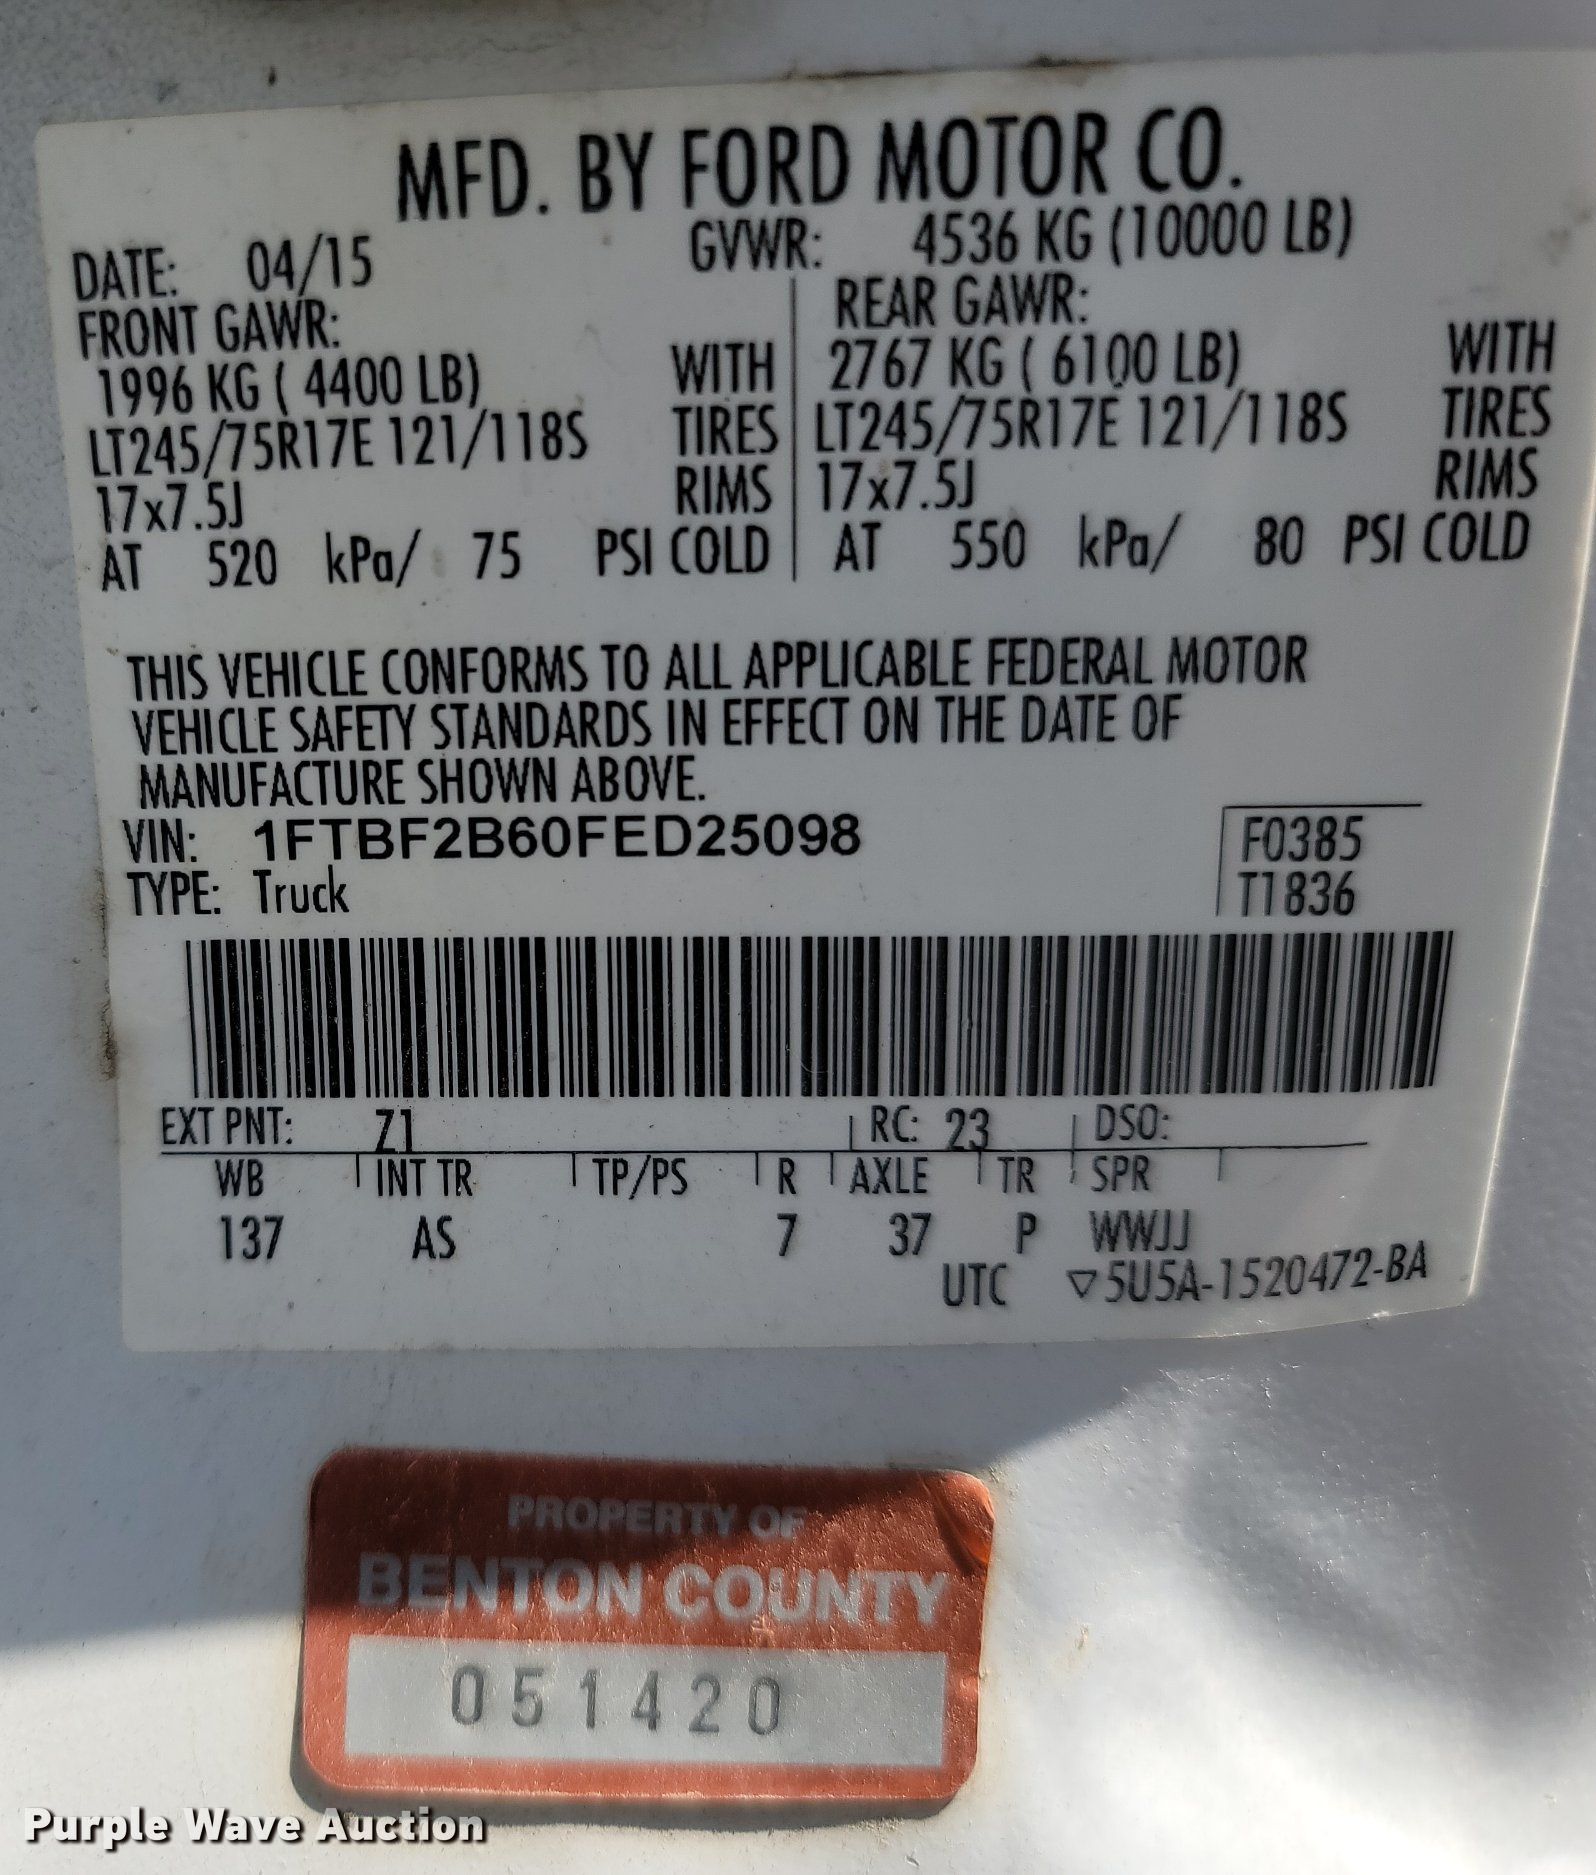 MFD. BY FORD MOTOR CO.
DATE: 04/15 GVWR: 4536 KG (10000 LB)
FRONT GAWR: REAR GAWR:
1996 KG ( 4400 LB) WITH 2767 KG ( 6100 LB) WITH
LT245/75R17E 121/118S TIRES LT245/75R17E 121/118S TIRES
17x7.5J RIMS 17x7.5J RIMS
AT 520 kPa/ 75 PSI COLD AT 550 kPa/ 80 PSI COLD
THIS VEHICLE CONFORMS TO ALL APPLICABLE FEDERAL MOTOR
VEHICLE SAFETY STANDARDS IN EFFECT ON THE DATE OF
MANUFACTURE SHOWN ABOVE.
VIN: 1FTBF2B60FED25098 F0385
TYPE: Truck T1836
EXT PNT: Z1 RC: 23 DSO:
WB INT TR TP/PS R AXLE TR SPR
137 AS 7 37 P WWJJ
UTC ▽5U5A-1520472-BA
PROPERTY OF
BENTON COUNTY
051420
Purple Wave Auction